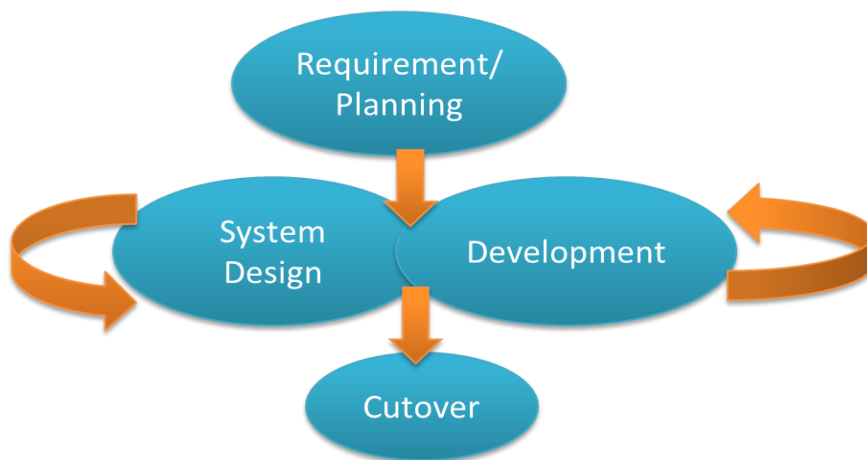 Requirement/
Planning
System
Design
Development
Cutover